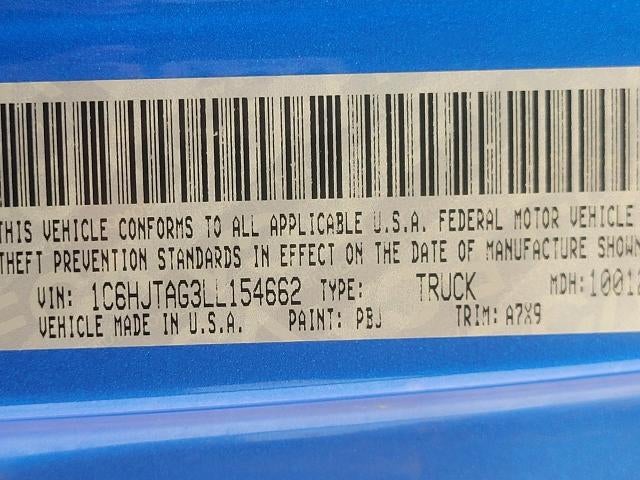 THIS VEHICLE CONFORMS TO ALL APPLICABLE U.S.A. FEDERAL MOTOR VEHICLE
THEFT PREVENTION STANDARDS IN EFFECT ON THE DATE OF MANUFACTURE SHOWN
VIN: 1C6HJTAG3LL154662 TYPE: TRUCK MDH: 10012
VEHICLE MADE IN U.S.A. PAINT: PBJ TRIM: A7X9